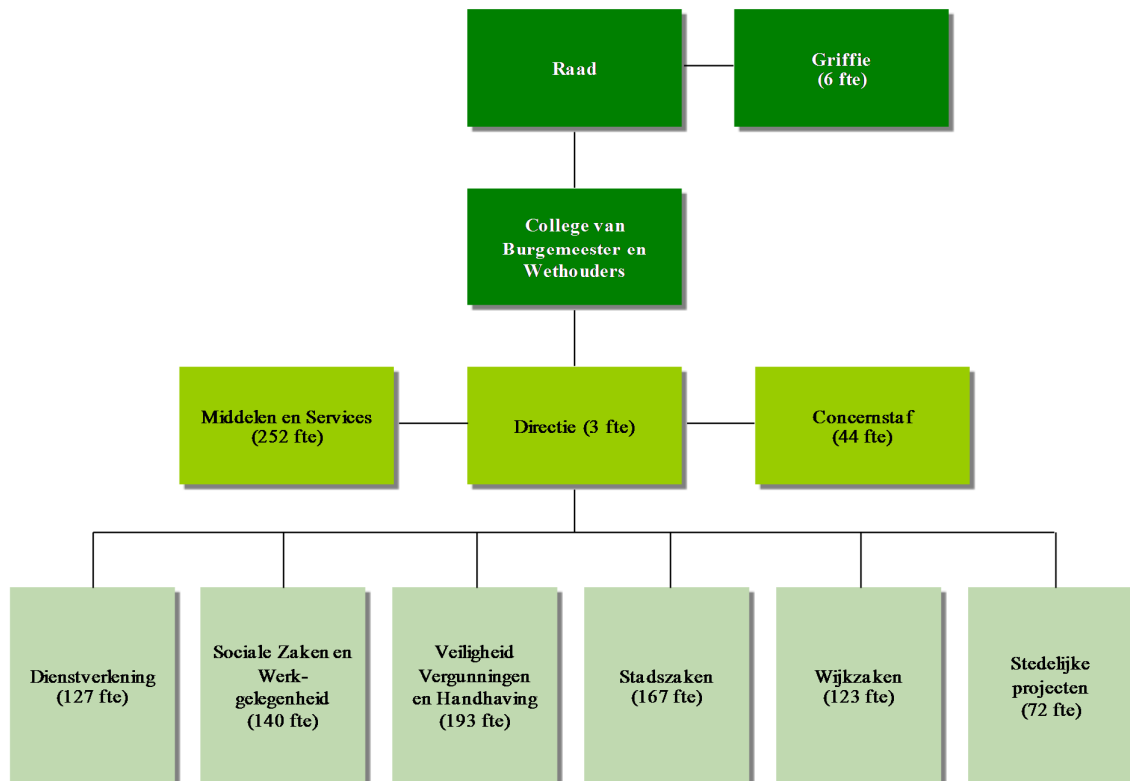 Raad
Griffie
(6 fte)
College van
Burgemeester en
Wethouders
Middelen en Services
(252 fte)
Directie (3 fte)
Concernstaf
(44 fte)
Dienstverlening
(127 fte)
Sociale Zaken en
Werk-
gelegenheid
(140 fte)
Veiligheid
Vergunningen
en Handhaving
(193 fte)
Stadszaken
(167 fte)
Wijkzaken
(123 fte)
Stedelijke
projecten
(72 fte)